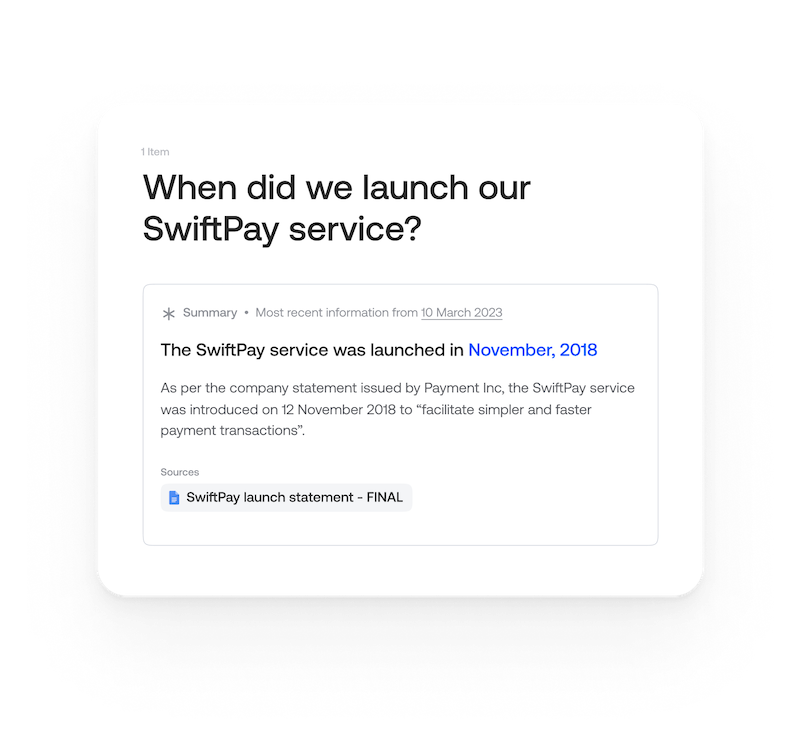 1 Item
When did we launch our
SwiftPay service?
Summary • Most recent information from 10 March 2023
The SwiftPay service was launched in November, 2018
As per the company statement issued by Payment Inc, the SwiftPay service
was introduced on 12 November 2018 to “facilitate simpler and faster
payment transactions”.
Sources
SwiftPay launch statement - FINAL